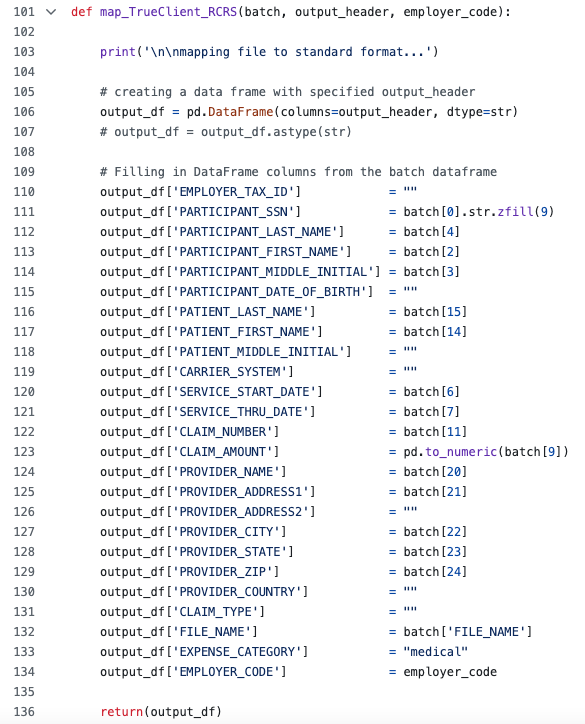 101 def map_TrueClient_RCRS(batch, output_header, employer_code):
102
103     print('\n\nmapping file to standard format...')
104
105     # creating a data frame with specified output_header
106     output_df = pd.DataFrame(columns=output_header, dtype=str)
107     # output_df = output_df.astype(str)
108
109     # Filling in DataFrame columns from the batch dataframe
110     output_df['EMPLOYER_TAX_ID']            = ""
111     output_df['PARTICIPANT_SSN']            = batch[0].str.zfill(9)
112     output_df['PARTICIPANT_LAST_NAME']      = batch[4]
113     output_df['PARTICIPANT_FIRST_NAME']     = batch[2]
114     output_df['PARTICIPANT_MIDDLE_INITIAL'] = batch[3]
115     output_df['PARTICIPANT_DATE_OF_BIRTH']  = ""
116     output_df['PATIENT_LAST_NAME']          = batch[15]
117     output_df['PATIENT_FIRST_NAME']         = batch[14]
118     output_df['PATIENT_MIDDLE_INITIAL']     = ""
119     output_df['CARRIER_SYSTEM']             = ""
120     output_df['SERVICE_START_DATE']         = batch[6]
121     output_df['SERVICE_THRU_DATE']          = batch[7]
122     output_df['CLAIM_NUMBER']               = batch[11]
123     output_df['CLAIM_AMOUNT']               = pd.to_numeric(batch[9])
124     output_df['PROVIDER_NAME']              = batch[20]
125     output_df['PROVIDER_ADDRESS1']          = batch[21]
126     output_df['PROVIDER_ADDRESS2']          = ""
127     output_df['PROVIDER_CITY']              = batch[22]
128     output_df['PROVIDER_STATE']             = batch[23]
129     output_df['PROVIDER_ZIP']               = batch[24]
130     output_df['PROVIDER_COUNTRY']           = ""
131     output_df['CLAIM_TYPE']                 = ""
132     output_df['FILE_NAME']                  = batch['FILE_NAME']
133     output_df['EXPENSE_CATEGORY']           = "medical"
134     output_df['EMPLOYER_CODE']              = employer_code
135
136     return(output_df)